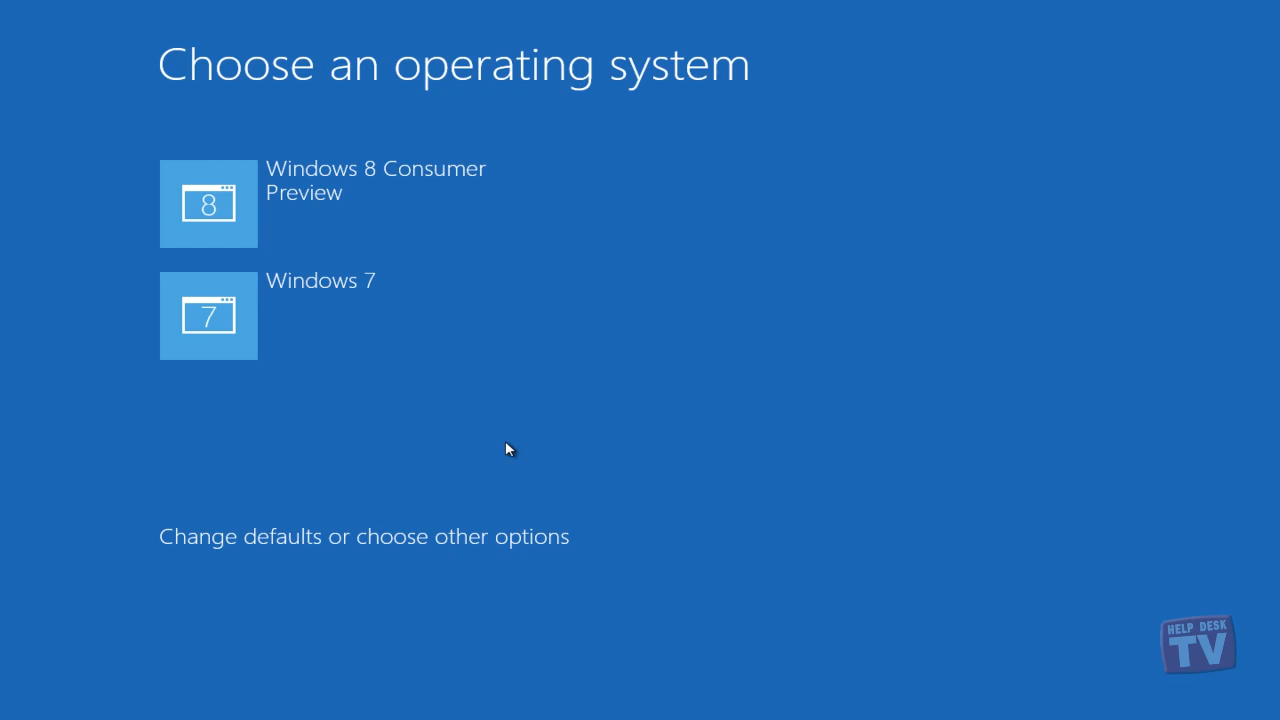 Choose an operating system
8
Windows 8 Consumer
Preview
7
Windows 7
Change defaults or choose other options
HELP DESK
TV